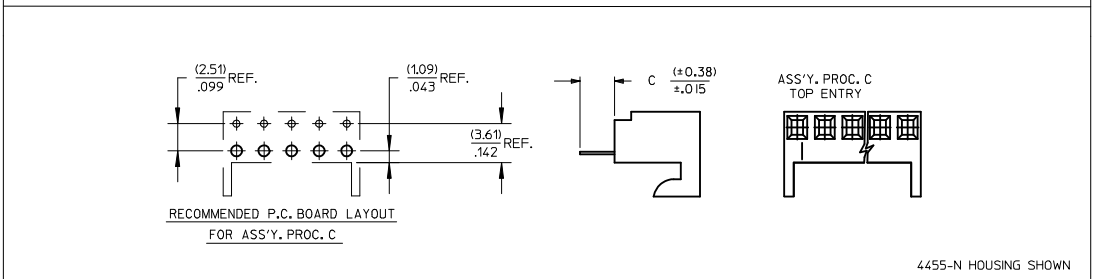 (2.51)
.099 REF.
(1.09)
.043 REF.
(3.61)
.142 REF.
RECOMMENDED P.C. BOARD LAYOUT
FOR ASS'Y. PROC. C
C (±0.38)
±.015
ASS'Y. PROC. C
TOP ENTRY
4455-N HOUSING SHOWN